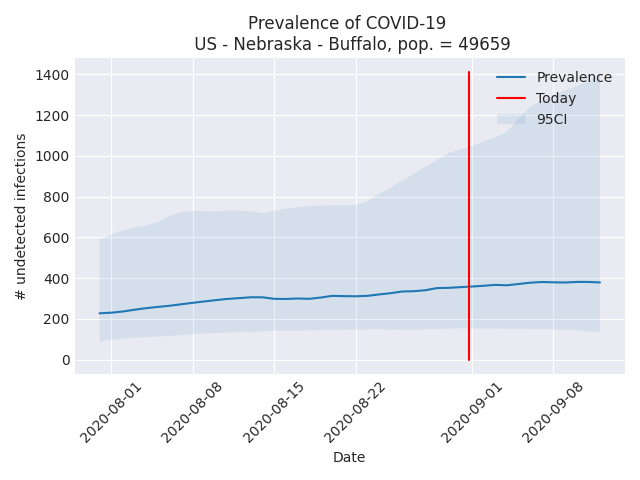 Prevalence of COVID-19
US - Nebraska - Buffalo, pop. = 49659
Prevalence
Today
95CI
# undetected infections
1400
1200
1000
800
600
400
200
0
2020-08-01
2020-08-08
2020-08-15
2020-08-22
2020-09-01
2020-09-08
Date